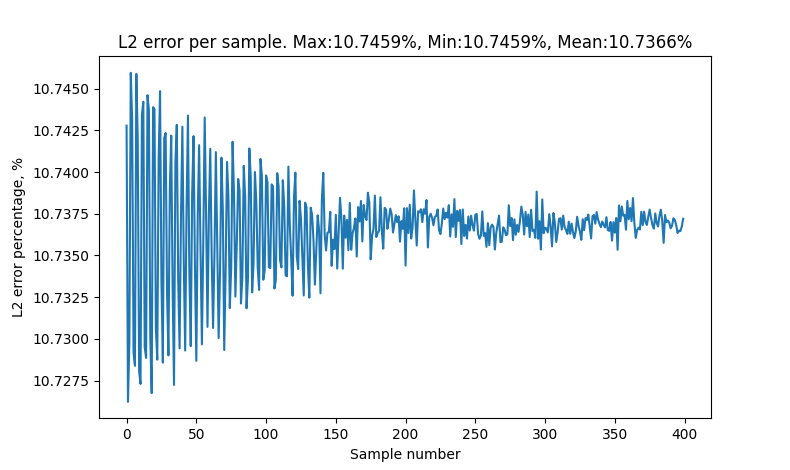 L2 error per sample. Max:10.7459%, Min:10.7459%, Mean:10.7366%
10.7450
10.7425
10.7400
10.7375
10.7350
10.7325
10.7300
10.7275
L2 error percentage, %
0 50 100 150 200 250 300 350 400
Sample number